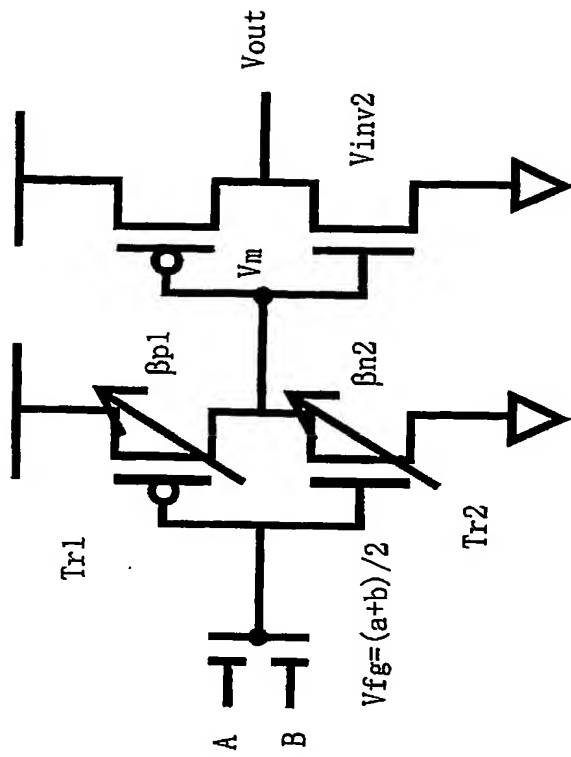 Tr1
βp1
Vm
Vout
A
B
Vfg=(a+b)/2
Tr2
βn2
Vinv2